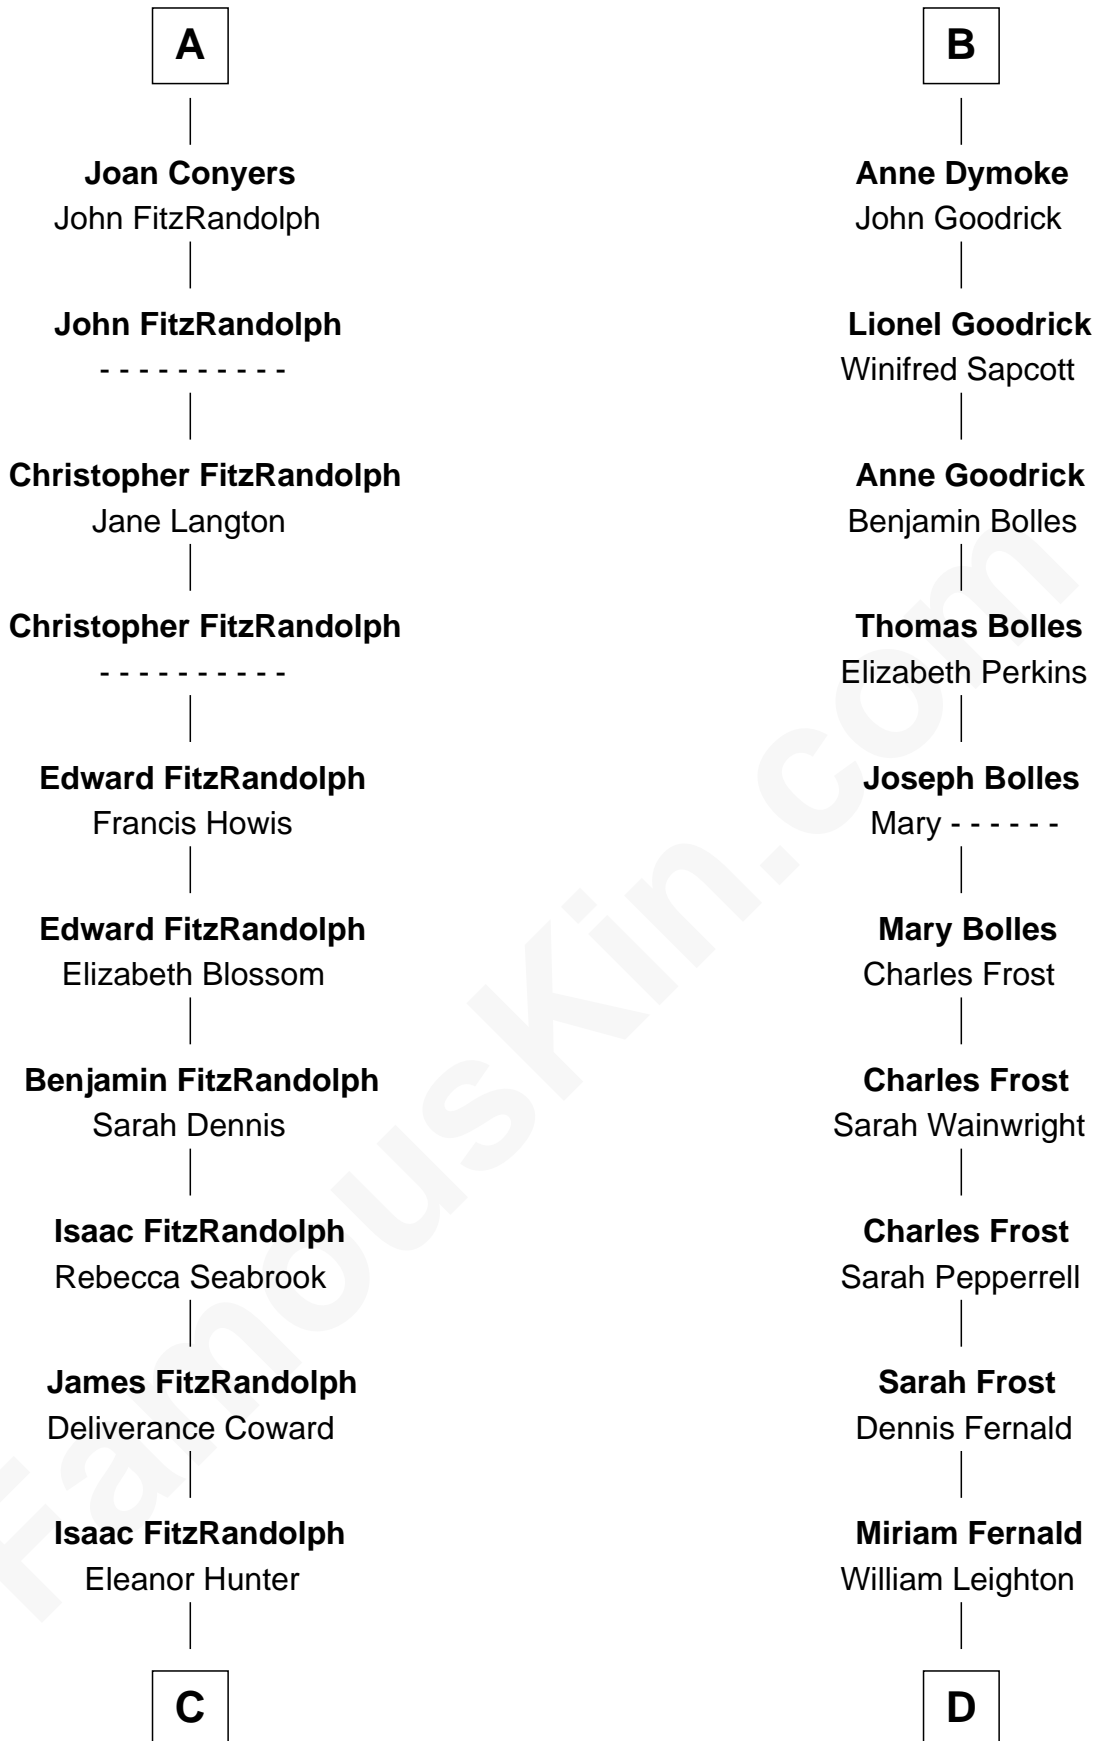 A
Joan Conyers
John FitzRandolph
John FitzRandolph
- - - - - - - - - -
Christopher FitzRandolph
Jane Langton
Christopher FitzRandolph
- - - - - - - - - -
Edward FitzRandolph
Francis Howis
Edward FitzRandolph
Elizabeth Blossom
Benjamin FitzRandolph
Sarah Dennis
Isaac FitzRandolph
Rebecca Seabrook
James FitzRandolph
Deliverance Coward
Isaac FitzRandolph
Eleanor Hunter
C
B
Anne Dymoke
John Goodrick
Lionel Goodrick
Winifred Sapcott
Anne Goodrick
Benjamin Bolles
Thomas Bolles
Elizabeth Perkins
Joseph Bolles
Mary - - - - - -
Mary Bolles
Charles Frost
Charles Frost
Sarah Wainwright
Charles Frost
Sarah Pepperrell
Sarah Frost
Dennis Fernald
Miriam Fernald
William Leighton
D
FamousKin.com